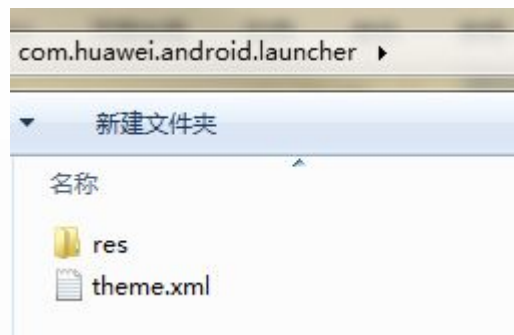 com.huawei.android.launcher
新建文件夹
名称
res
theme.xml